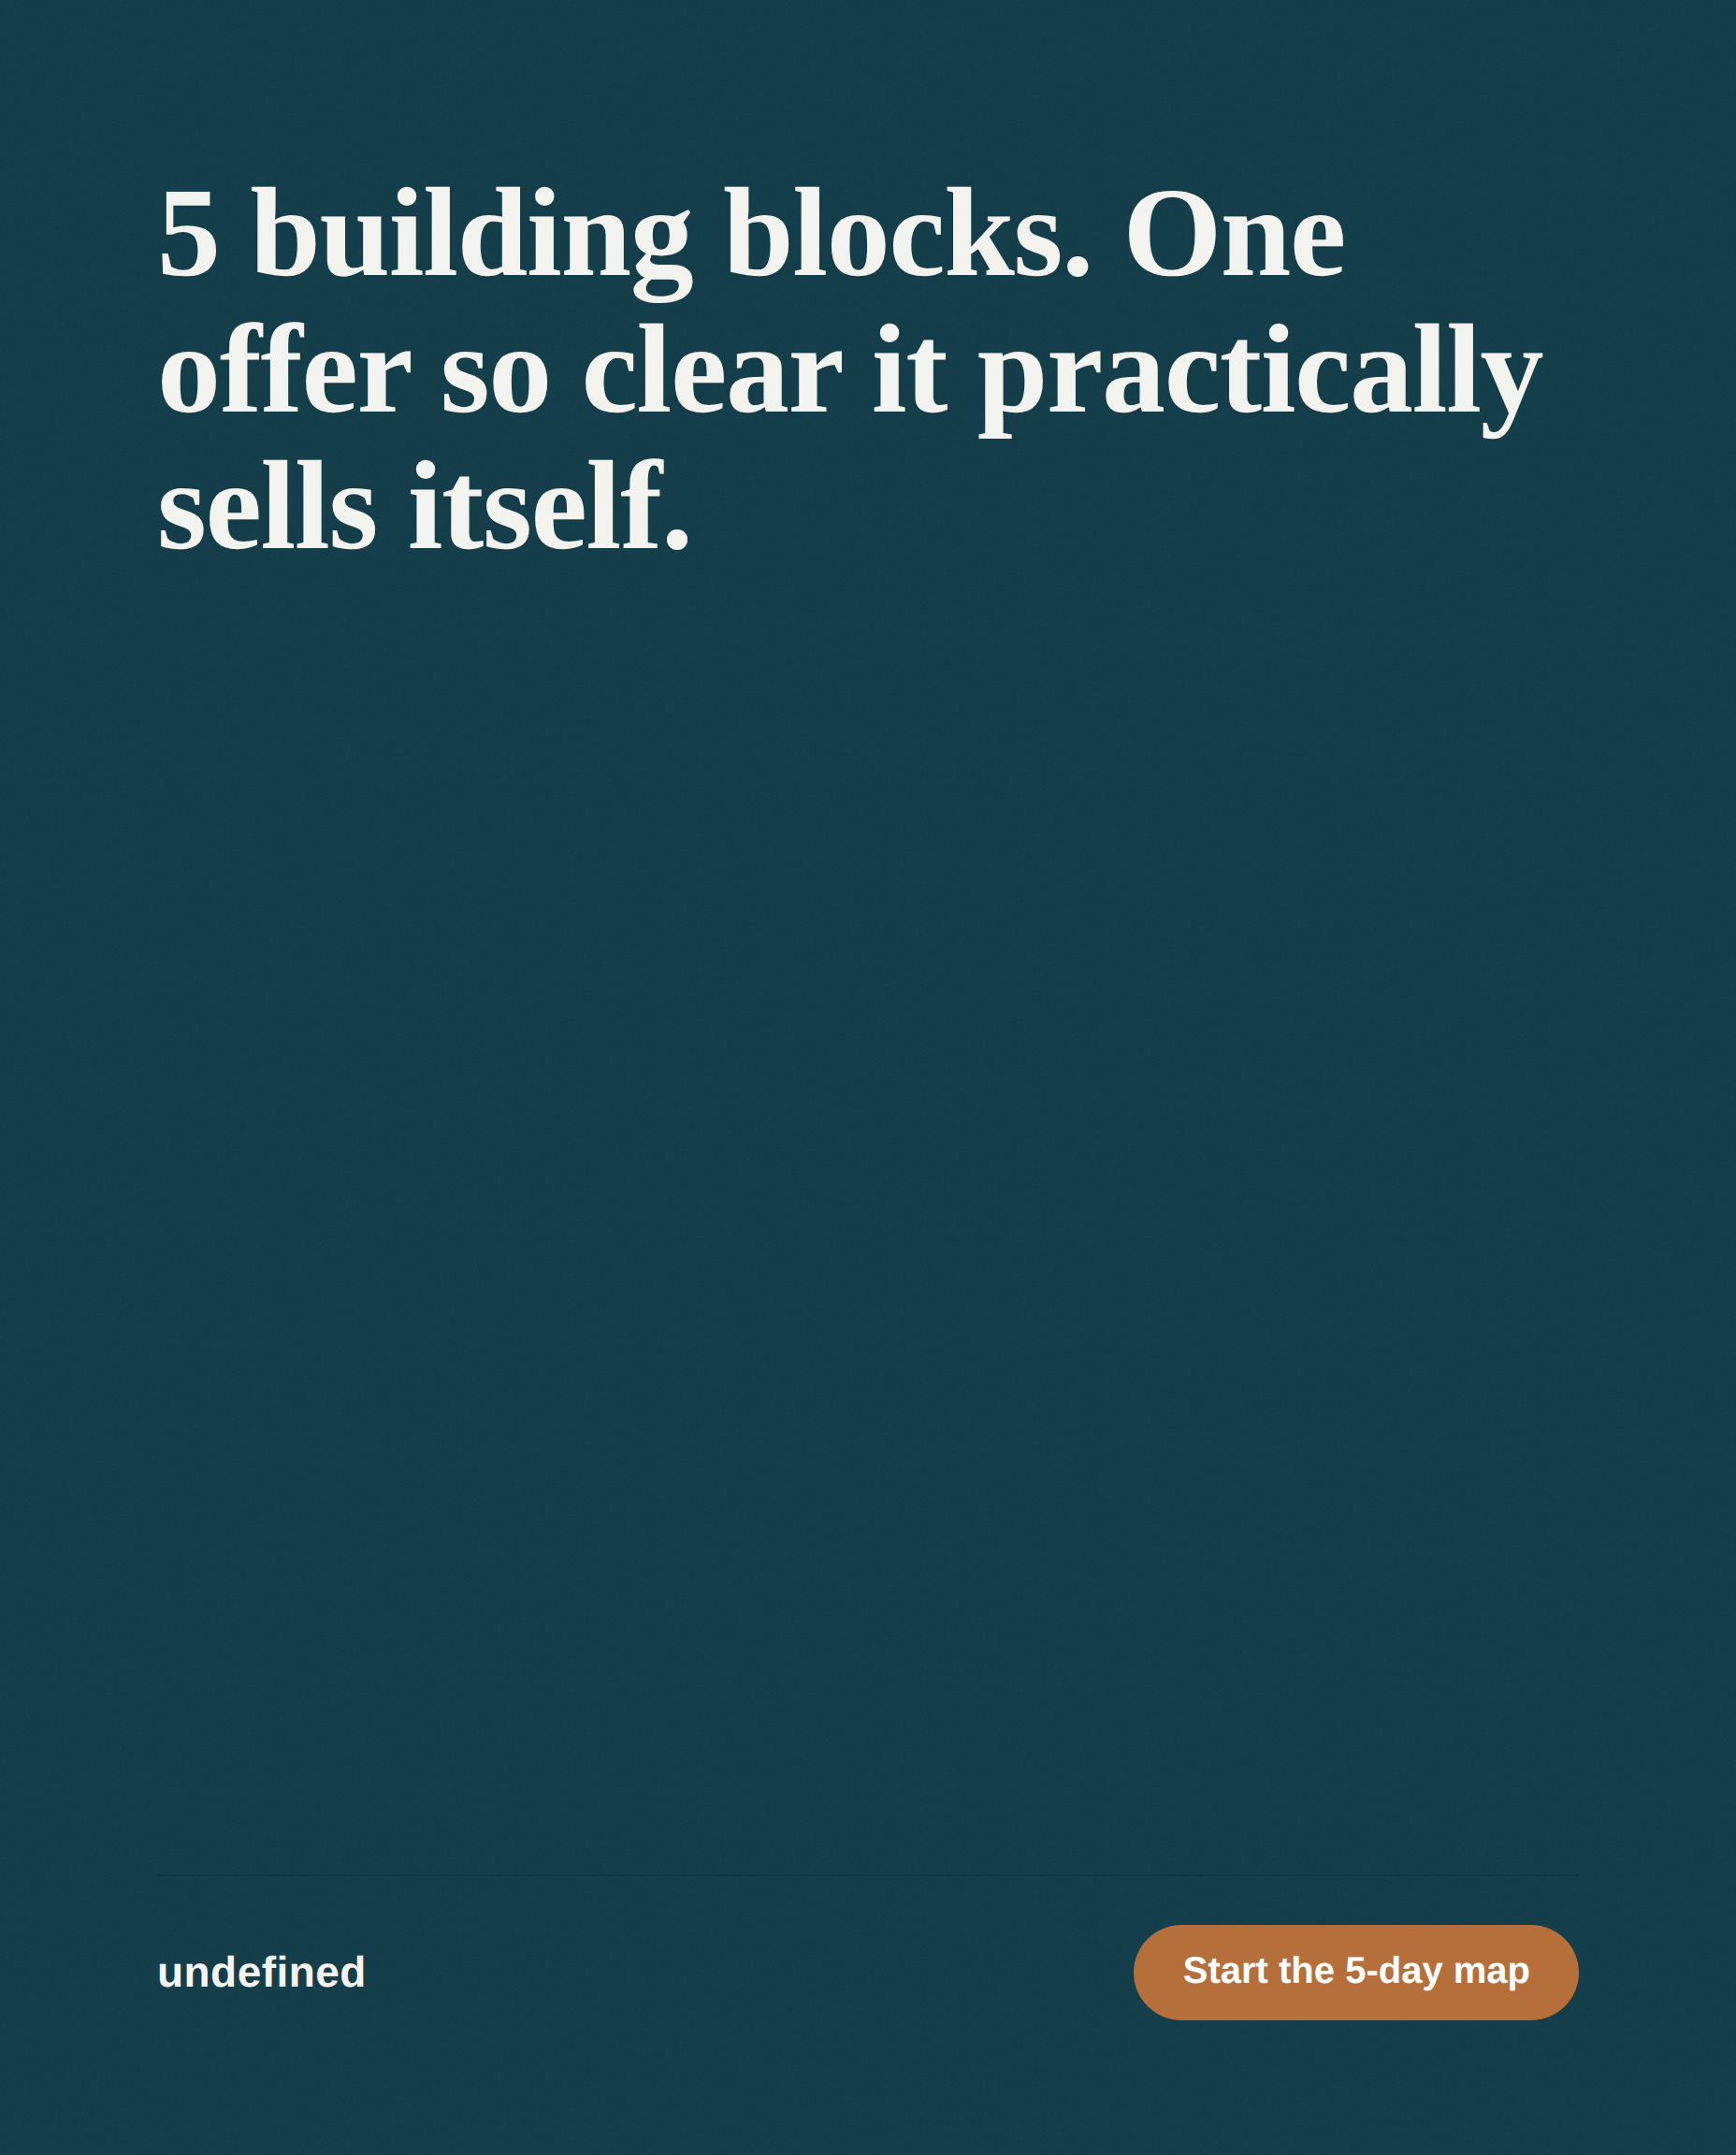 5 building blocks. One
offer so clear it practically
sells itself.
undefined
Start the 5-day map